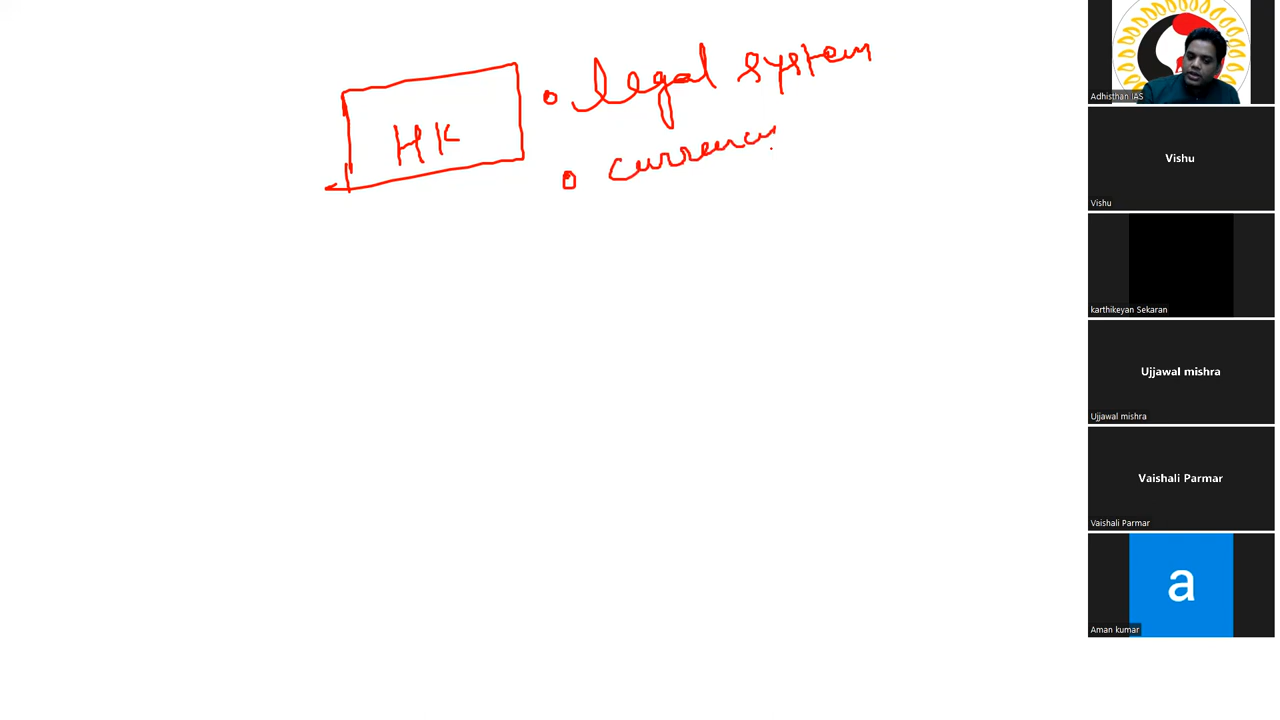 legal system
HK
currenc
Adhisthan IAS
Vishu
Vishu
karthikeyan Sekaran
Ujjawal mishra
Ujjawal mishra
Vaishali Parmar
Vaishali Parmar
a
Aman kumar